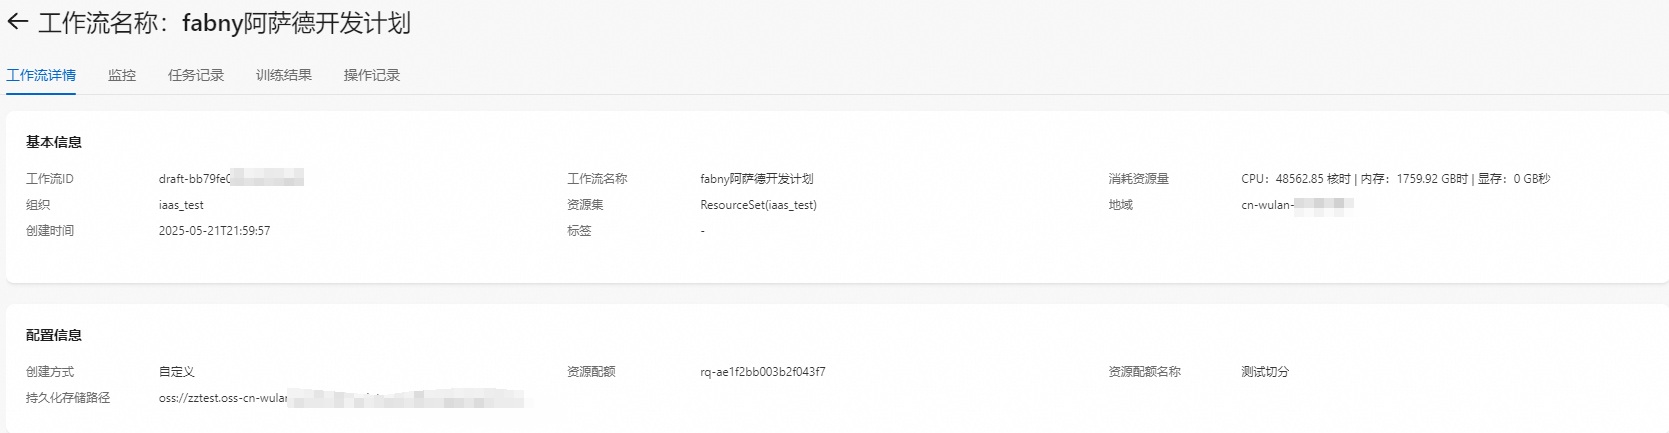 工作流名称：fabny阿萨德开发计划
工作流详情 监控 任务记录 训练结果 操作记录
基本信息
工作流ID draft-bb79fe 工作流名称 fabny阿萨德开发计划 消耗资源量 CPU：48562.85 核时 | 内存：1759.92 GB时 | 显存：0 GB秒
组织 iaas_test 资源集 ResourceSet(iaas_test) 地域 cn-wulan-
创建时间 2025-05-21T21:59:57 标签 -
配置信息
创建方式 自定义 资源配额 rq-ae1f2bb003b2f043f7 资源配额名称 测试切分
持久化存储路径 oss://zztest.oss-cn-wulan